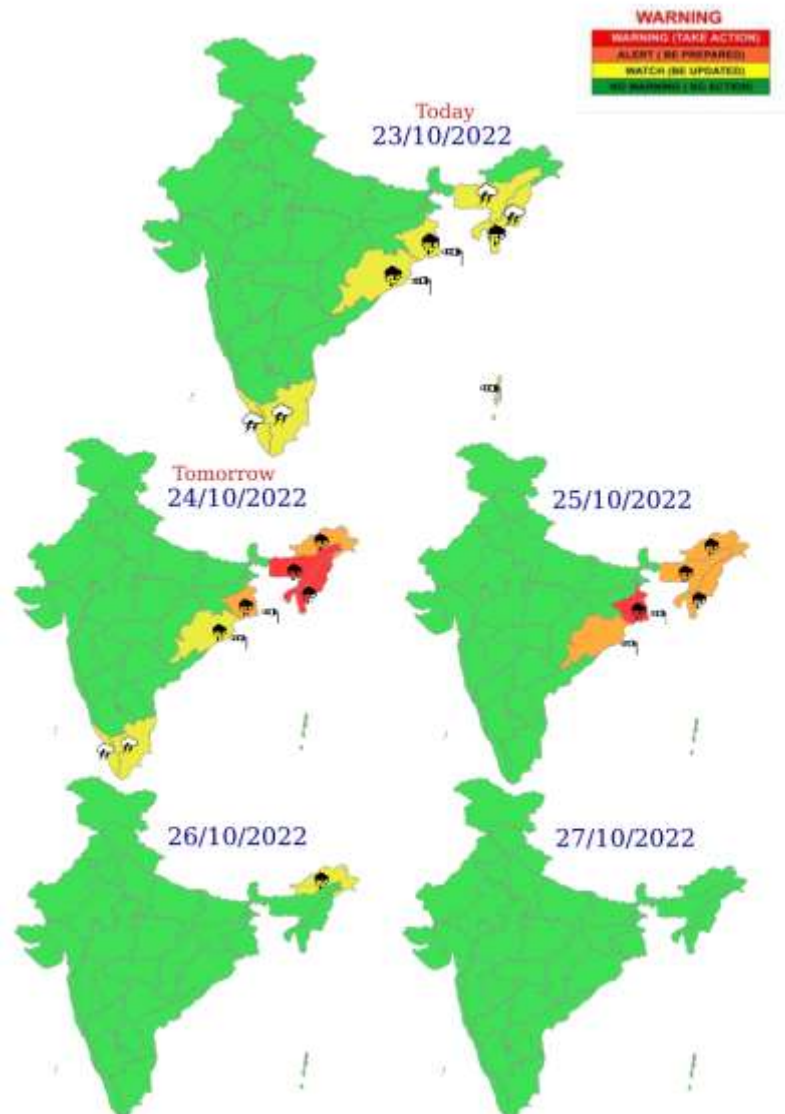 WARNING
WARNING (TAKE ACTION)
ALERT ( BE PREPARED)
WATCH (BE UPDATED)
NO WARNING ( NO ACTION)
Today
23/10/2022
Tomorrow
24/10/2022
25/10/2022
26/10/2022
27/10/2022